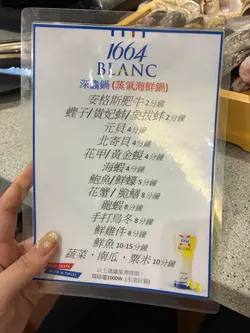 1664
BLANC
蒸氣鍋 (蒸氣海鮮鍋)
安格斯肥牛 2分鐘
蟶子/貴妃蚌/象拔蚌 2分鐘
元貝 4分鐘
北寄貝 4分鐘
花甲/黃金蜆 4分鐘
海蝦 4分鐘
鮑魚/鮮蠔 5分鐘
花蟹/膏蟹 8分鐘
龍蝦 8分鐘
手打烏冬 8分鐘
鮮雞件 8分鐘
鮮魚 10-15分鐘
蔬菜，南瓜，粟米 10分鐘